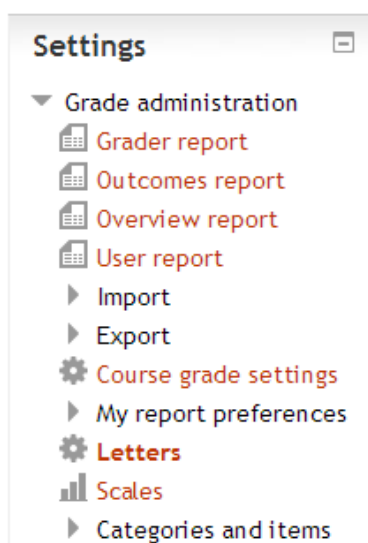 Settings
Grade administration
Grader report
Outcomes report
Overview report
User report
Import
Export
Course grade settings
My report preferences
Letters
Scales
Categories and items